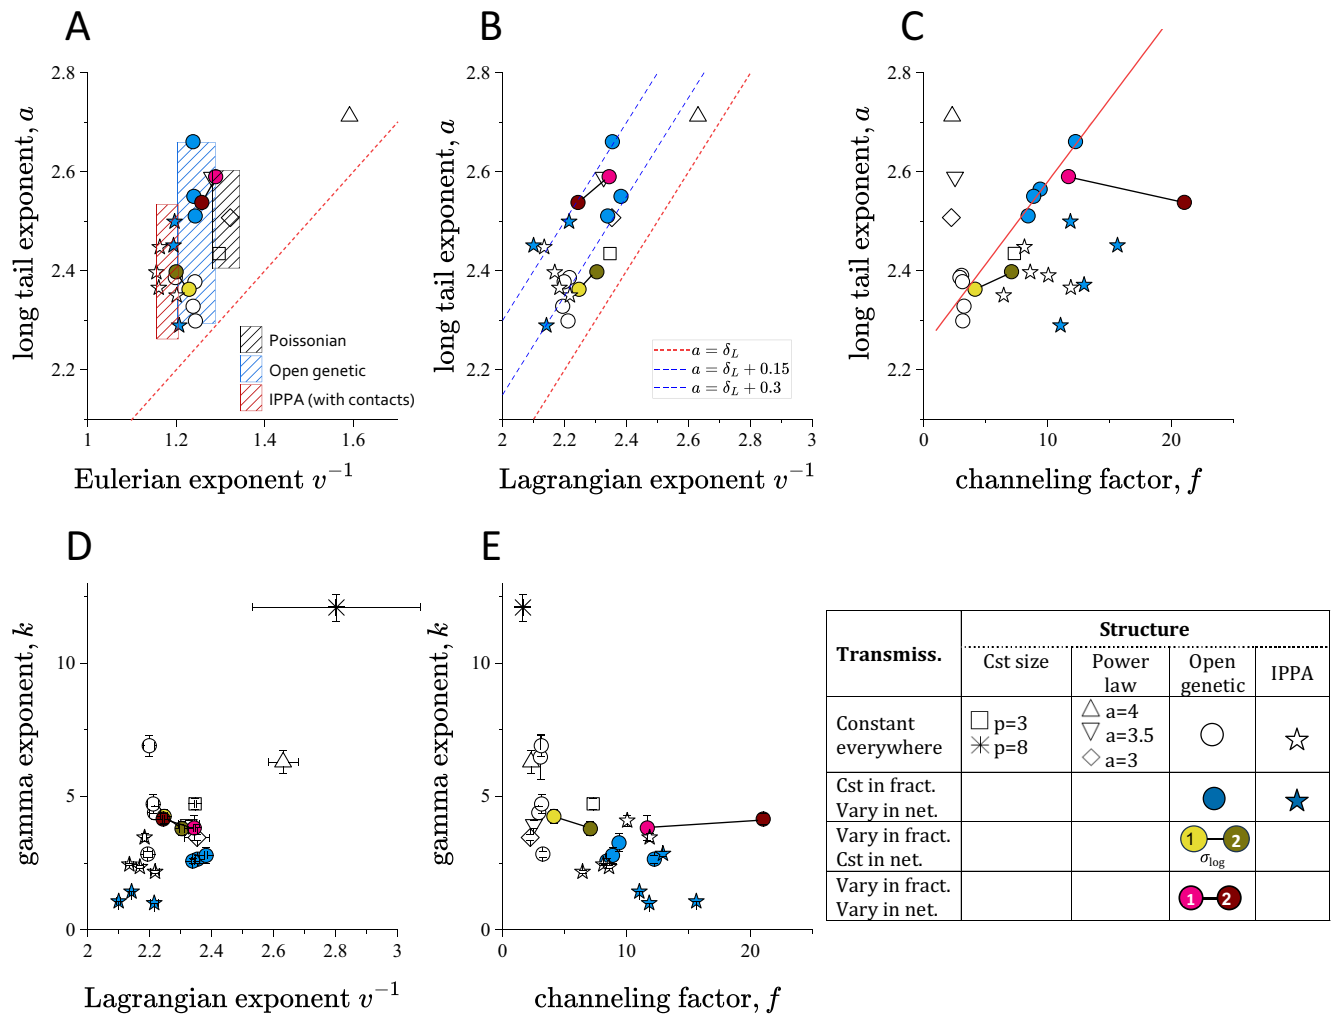 A
B
C
2.8
2.6
2.4
2.2
long tail exponent, a
1
1.2
1.4
1.6
Eulerian exponent v⁻¹
Poissonian
Open genetic
IPPA (with contacts)
2.8
2.6
2.4
2.2
long tail exponent, a
2
2.2
2.4
2.6
2.8
3
Lagrangian exponent v⁻¹
a = δ_L
a = δ_L + 0.15
a = δ_L + 0.3
2.8
2.6
2.4
2.2
long tail exponent, a
0
10
20
channeling factor, f
D
E
10
5
0
gamma exponent, k
2
2.2
2.4
2.6
2.8
3
Lagrangian exponent v⁻¹
10
5
0
gamma exponent, k
0
10
20
channeling factor, f
Transmiss.
Structure
Cst size
Power
law
Open
genetic
IPPA
Constant
everywhere
p=3
p=8
a=4
a=3.5
a=3
Cst in fract.
Vary in net.
Vary in fract.
Cst in net.
1
2
σlog
Vary in fract.
Vary in net.
1
2